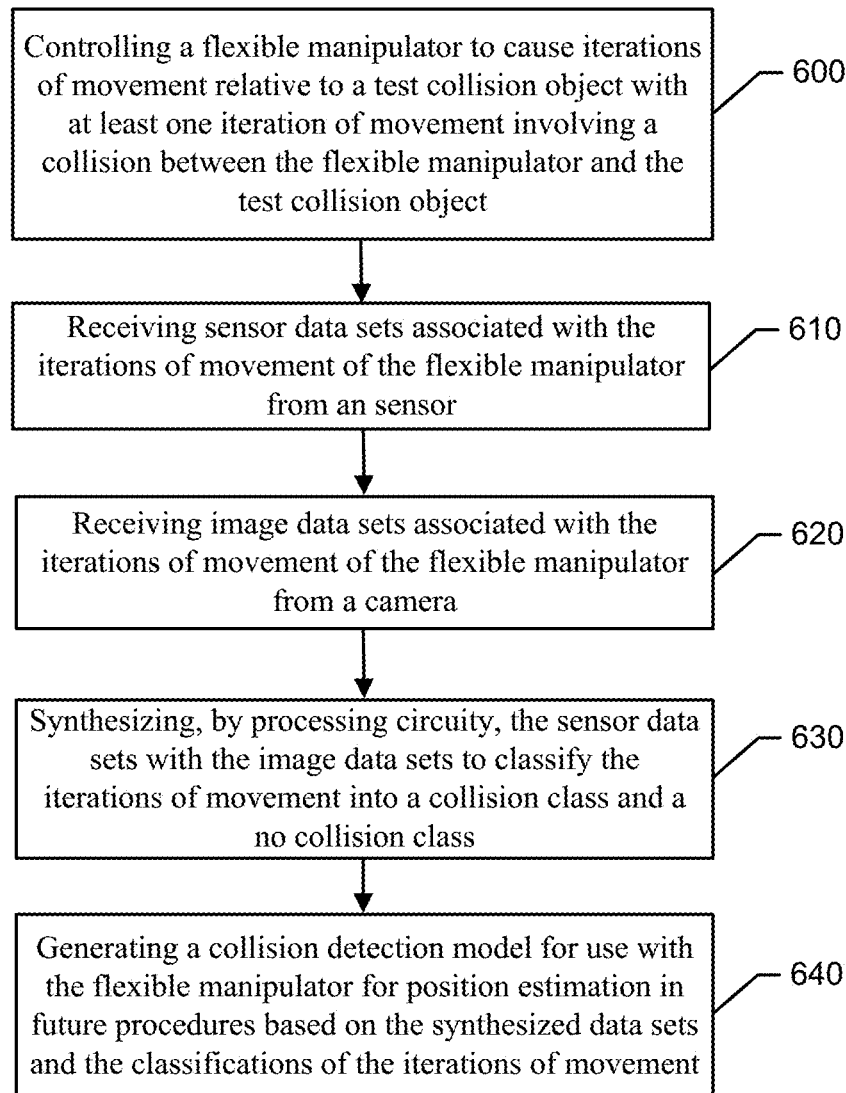 Controlling a flexible manipulator to cause iterations
of movement relative to a test collision object with
at least one iteration of movement involving a
collision between the flexible manipulator and the
test collision object
600
Receiving sensor data sets associated with the
iterations of movement of the flexible manipulator
from an sensor
610
Receiving image data sets associated with the
iterations of movement of the flexible manipulator
from a camera
620
Synthesizing, by processing circuity, the sensor data
sets with the image data sets to classify the
iterations of movement into a collision class and a
no collision class
630
Generating a collision detection model for use with
the flexible manipulator for position estimation in
future procedures based on the synthesized data sets
and the classifications of the iterations of movement
640